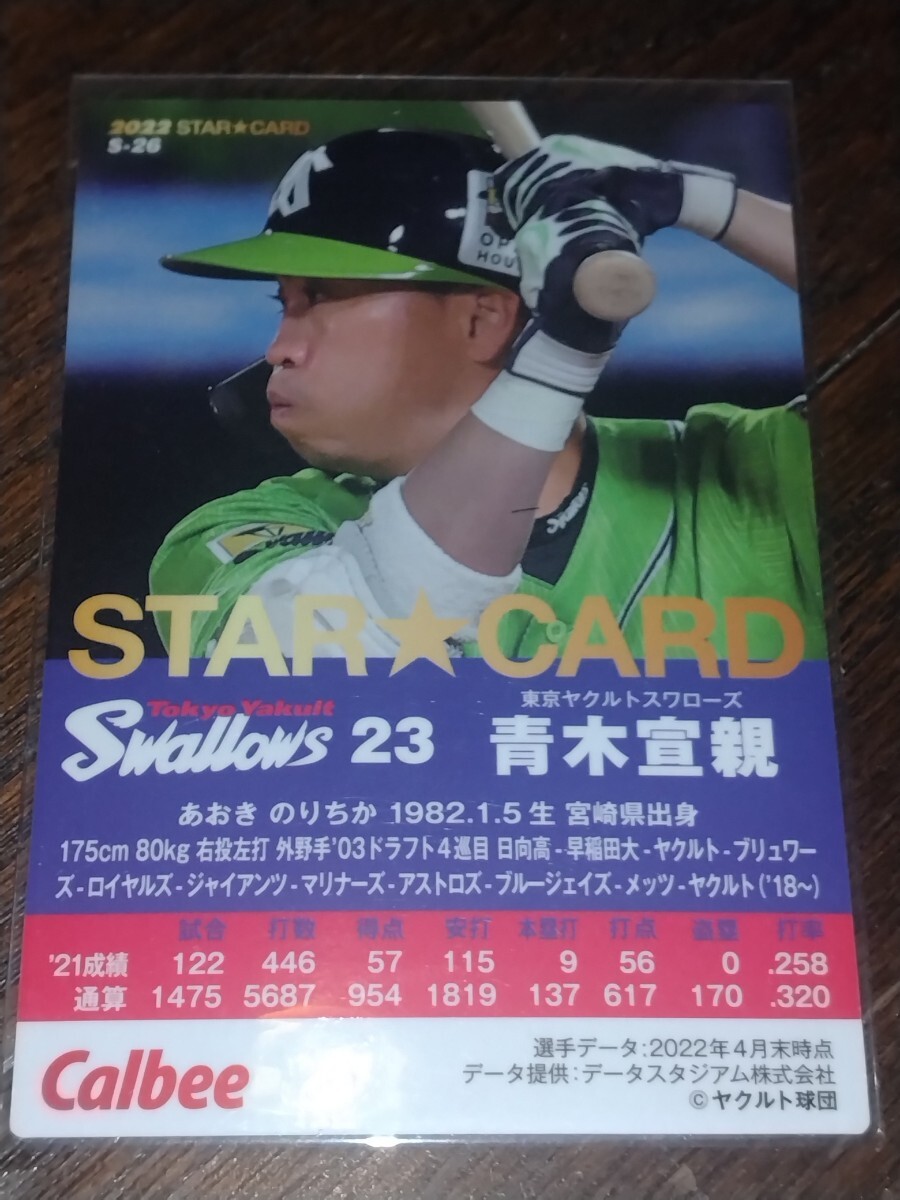 2022 STAR★CARD
S-26
OP
HOU
STAR★CARD
Tokyo Yakult
Swallows 23
東京ヤクルトスワローズ
青木宣親
あおき のりちか 1982.1.5生 宮崎県出身
175cm 80kg 右投左打 外野手'03ドラフト4巡目 日向高-早稲田大-ヤクルト-ブリュワー
ズ-ロイヤルズ-ジャイアンツ-マリナーズ-アストロズ-ブルージェイズ-メッツ-ヤクルト('18~)
試合 打数 得点 安打 本塁打 打点 盗塁 打率
'21成績 122 446 57 115 9 56 0 .258
通算 1475 5687 954 1819 137 617 170 .320
Calbee
選手データ:2022年4月末時点
データ提供:データスタジアム株式会社
©ヤクルト球団